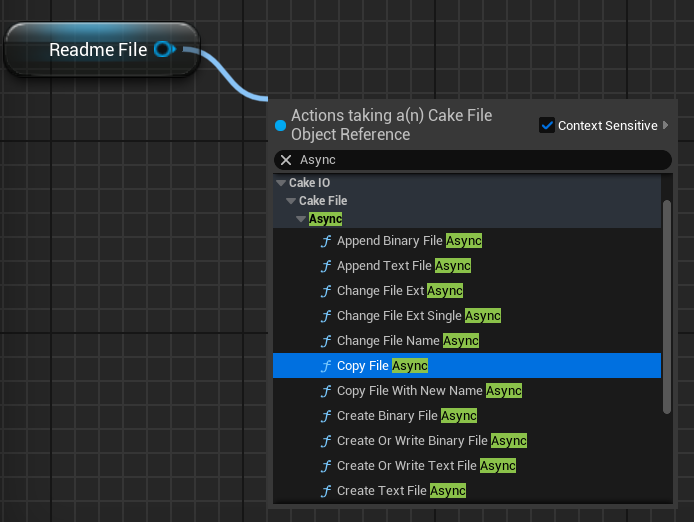 Readme File
Actions taking a(n) Cake File
Object Reference
Context Sensitive
Async
Cake IO
Cake File
Async
Append Binary File Async
Append Text File Async
Change File Ext Async
Change File Ext Single Async
Change File Name Async
Copy File Async
Copy File With New Name Async
Create Binary File Async
Create Or Write Binary File Async
Create Or Write Text File Async
Create Text File Async